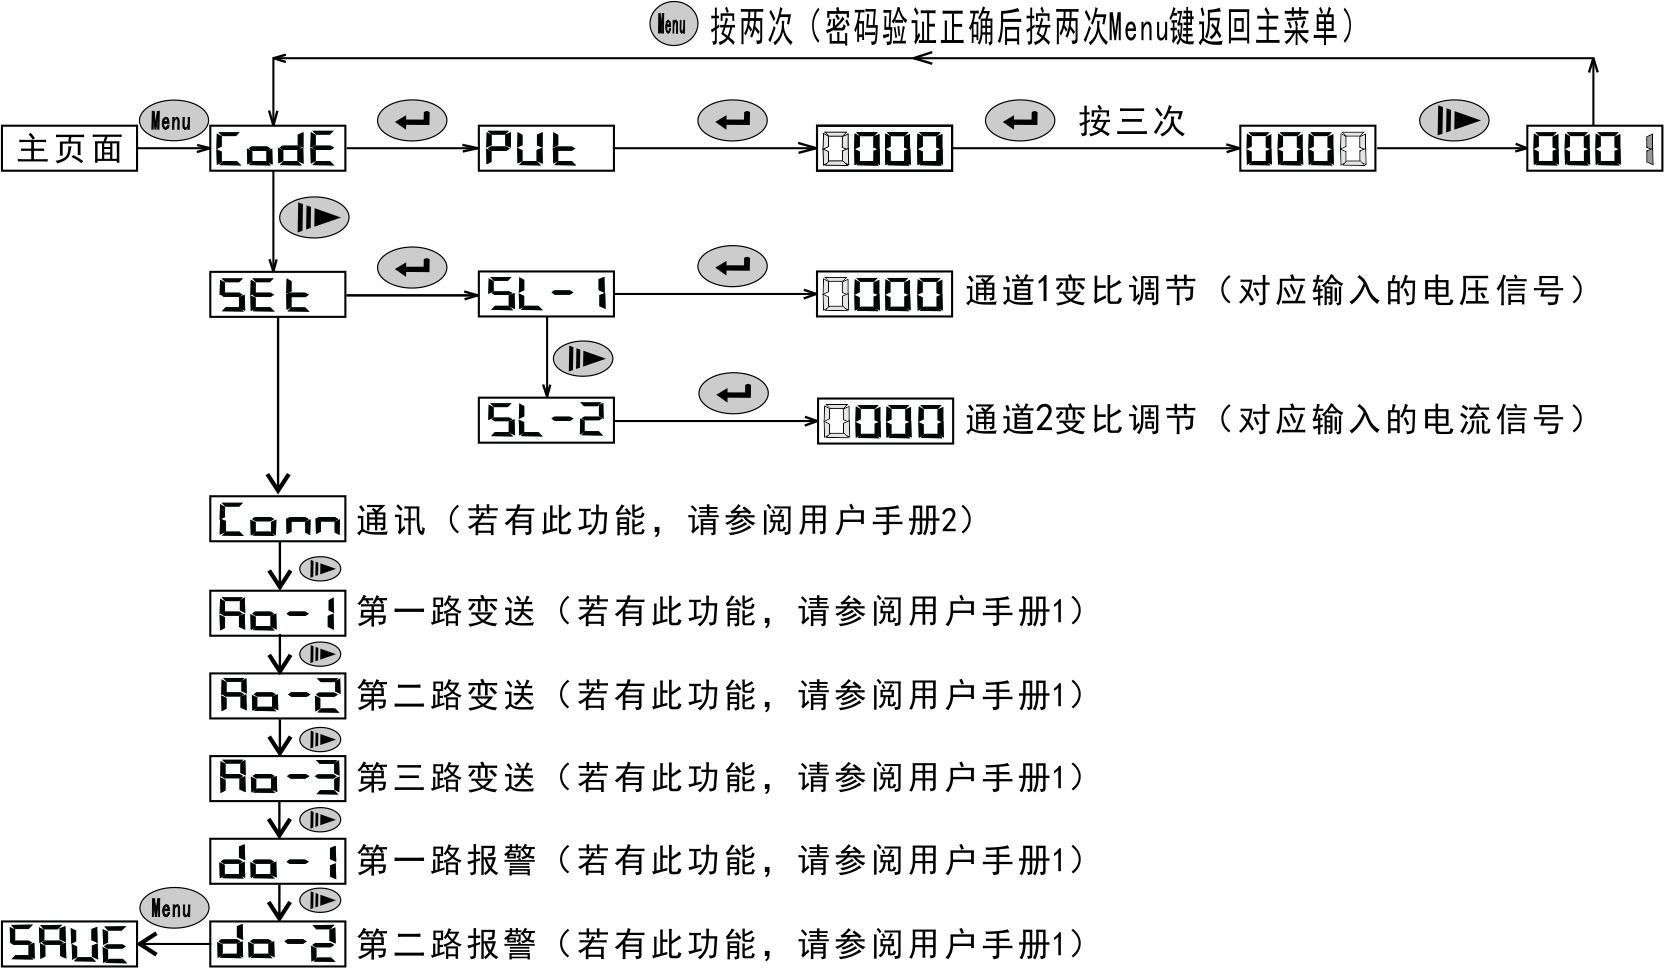 Menu 按两次（密码验证正确后按两次Menu键返回主菜单）
主页面 Menu CodE PUt 0000 按三次 0000 0001
SEt SL-1 0000 通道1变比调节（对应输入的电压信号）
SL-2 0000 通道2变比调节（对应输入的电流信号）
Conn 通讯（若有此功能，请参阅用户手册2）
Ao-1 第一路变送（若有此功能，请参阅用户手册1）
Ao-2 第二路变送（若有此功能，请参阅用户手册1）
Ao-3 第三路变送（若有此功能，请参阅用户手册1）
do-1 第一路报警（若有此功能，请参阅用户手册1）
SAVE Menu do-2 第二路报警（若有此功能，请参阅用户手册1）